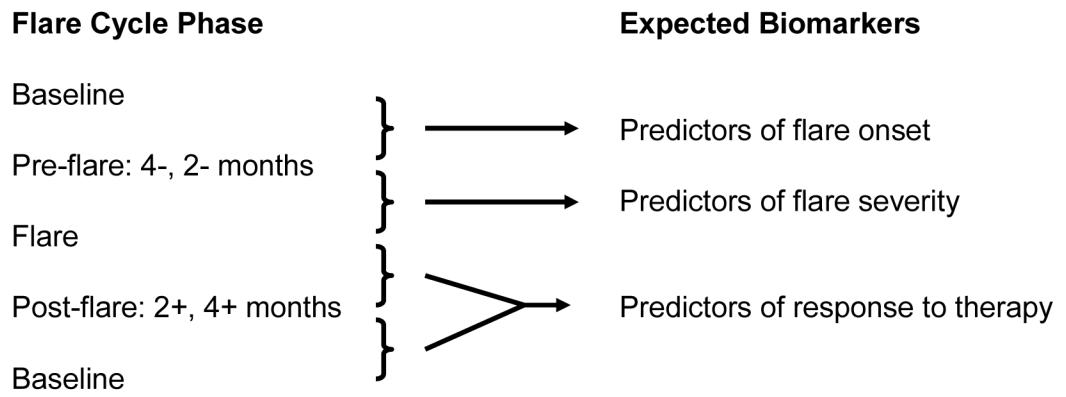 Flare Cycle Phase
Expected Biomarkers
Baseline
Predictors of flare onset
Pre-flare: 4-, 2- months
Predictors of flare severity
Flare
Post-flare: 2+, 4+ months
Predictors of response to therapy
Baseline